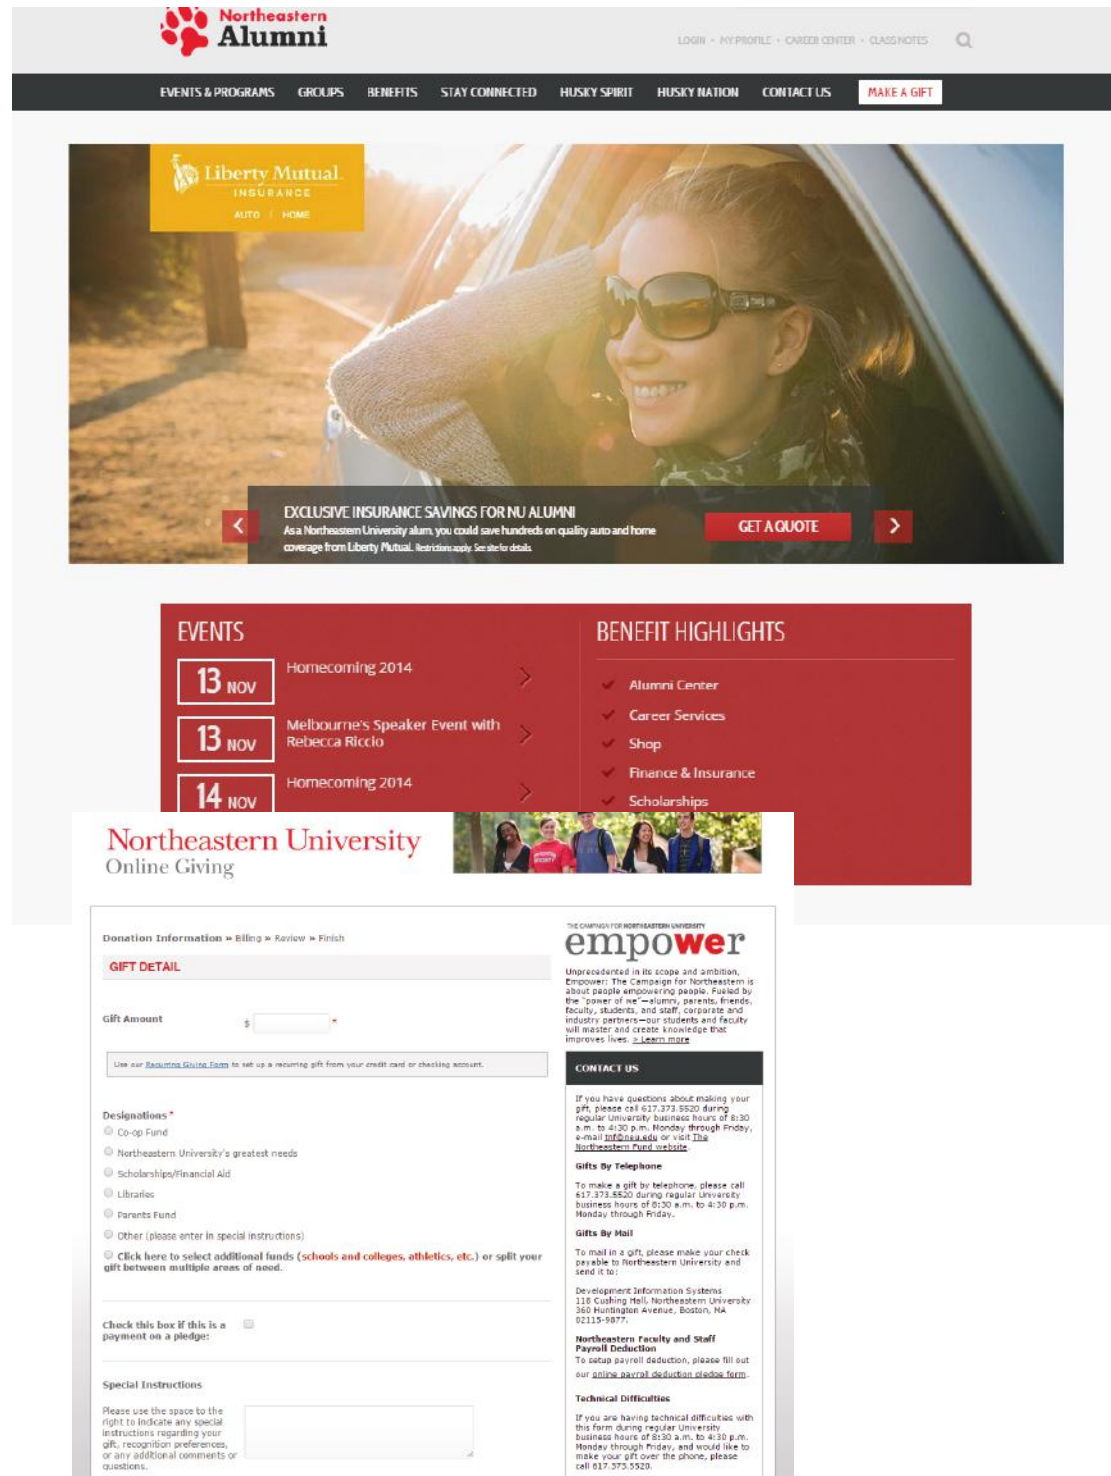 Northeastern
Alumni
LOGIN • MY PROFILE • CAREER CENTER • CLASS NOTES
EVENTS & PROGRAMS GROUPS BENEFITS STAY CONNECTED HUSKY SPIRIT HUSKY NATION CONTACT US MAKE A GIFT
Liberty Mutual.
INSURANCE
AUTO | HOME
EXCLUSIVE INSURANCE SAVINGS FOR NU ALUMNI
As a Northeastern University alum, you could save hundreds on quality auto and home
coverage from Liberty Mutual. Restrictions apply. See site for details.
GET A QUOTE
EVENTS
13 NOV
Homecoming 2014
13 NOV
Melbourne's Speaker Event with
Rebecca Riccio
14 NOV
Homecoming 2014
BENEFIT HIGHLIGHTS
Alumni Center
Career Services
Shop
Finance & Insurance
Scholarships
Northeastern University
Online Giving
Donation Information » Billing » Review » Finish
GIFT DETAIL
Gift Amount $ *
Use our Recurring Giving Form to set up a recurring gift from your credit card or checking account.
Designations *
Co-op Fund
Northeastern University's greatest needs
Scholarships/Financial Aid
Libraries
Parents Fund
Other (please enter in special instructions)
Click here to select additional funds (schools and colleges, athletics, etc.) or split your
gift between multiple areas of need.
Check this box if this is a
payment on a pledge:
Special Instructions
Please use the space to the
right to indicate any special
instructions regarding your
gift, recognition preferences,
or any additional comments or
questions.
THE CAMPAIGN FOR NORTHEASTERN UNIVERSITY
empower
Unprecedented in its scope and ambition,
Empower: The Campaign for Northeastern is
about people empowering people. Fueled by
the "power of we"—alumni, parents, friends,
faculty, students, and staff, corporate and
industry partners—our students and faculty
will master and create knowledge that
improves lives. > Learn more
CONTACT US
If you have questions about making your
gift, please call 617.373.5520 during
regular University business hours of 8:30
a.m. to 4:30 p.m. Monday through Friday,
e-mail tnf@neu.edu or visit The
Northeastern Fund website.
Gifts By Telephone
To make a gift by telephone, please call
617.373.5520 during regular University
business hours of 8:30 a.m. to 4:30 p.m.
Monday through Friday.
Gifts By Mail
To mail in a gift, please make your check
payable to Northeastern University and
send it to:
Development Information Systems
118 Cushing Hall, Northeastern University
360 Huntington Avenue, Boston, MA
02115-9877.
Northeastern Faculty and Staff
Payroll Deduction
To setup payroll deduction, please fill out
our online payroll deduction pledge form.
Technical Difficulties
If you are having technical difficulties with
this form during regular University
business hours of 8:30 a.m. to 4:30 p.m.
Monday through Friday, and would like to
make your gift over the phone, please
call 617.373.5520.